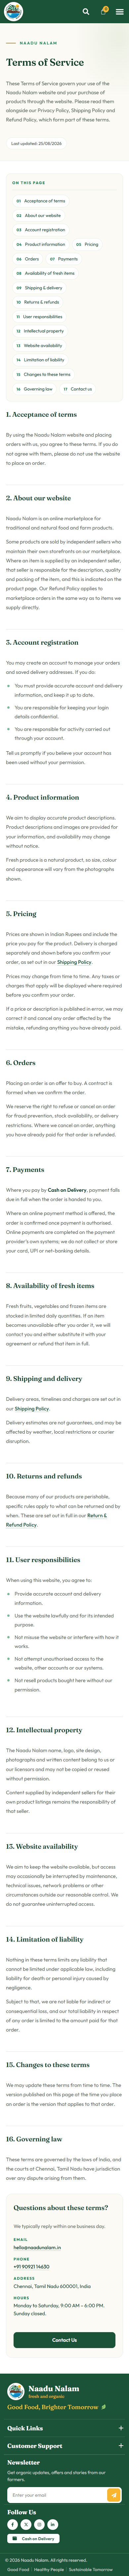 NAADU NALAM
Terms of Service
These Terms of Service govern your use of the
Naadu Nalam website and your purchase of
products through the website. Please read them
alongside our Privacy Policy, Shipping Policy and
Refund Policy, which form part of these terms.
Last updated: 25/08/2026
ON THIS PAGE
01 Acceptance of terms
02 About our website
03 Account registration
04 Product information
05 Pricing
06 Orders
07 Payments
08 Availability of fresh items
09 Shipping & delivery
10 Returns & refunds
11 User responsibilities
12 Intellectual property
13 Website availability
14 Limitation of liability
15 Changes to these terms
16 Governing law
17 Contact us
1. Acceptance of terms
By using the Naadu Nalam website and placing
orders with us, you agree to these terms. If you do
not agree with them, please do not use the website
to place an order.
2. About our website
Naadu Nalam is an online marketplace for
traditional and natural food and farm products.
Some products are sold by independent sellers who
maintain their own storefronts on our marketplace.
Where an item is sold by an independent seller, that
seller is responsible for the description, quality
and packing of the item, and this is indicated on the
product page. Our Refund Policy applies to
marketplace orders in the same way as to items we
supply directly.
3. Account registration
You may create an account to manage your orders
and saved delivery addresses. If you do:
You must provide accurate account and delivery
information, and keep it up to date.
You are responsible for keeping your login
details confidential.
You are responsible for activity carried out
through your account.
Tell us promptly if you believe your account has
been used without your permission.
4. Product information
We aim to display product descriptions accurately.
Product descriptions and images are provided for
information, and availability and pricing may
change without notice.
Fresh produce is a natural product, so size, colour
and appearance will vary from the photographs
shown.
5. Pricing
Prices are shown in Indian Rupees and include the
price you pay for the product. Delivery is charged
separately and shown before you confirm your
order, as set out in our Shipping Policy.
Prices may change from time to time. Any taxes or
charges that apply will be displayed where required
before you confirm your order.
If a price or description is published in error, we may
correct it and cancel any order affected by the
mistake, refunding anything you have already paid.
6. Orders
Placing an order is an offer to buy. A contract is
formed when we confirm the order.
We reserve the right to refuse or cancel an order
for fraud prevention, stock availability, or delivery
restrictions. Where we cancel an order, anything
you have already paid for that order is refunded.
7. Payments
Where you pay by Cash on Delivery, payment falls
due in full when the order is handed to you.
Where an online payment method is offered, the
order is processed once payment is authorised.
Online payments are completed on the payment
provider's own systems; we do not collect or store
your card, UPI or net-banking details.
8. Availability of fresh items
Fresh fruits, vegetables and frozen items are
stocked in limited daily quantities. If an item
becomes unavailable after you order it, we will
contact you and either substitute it with your
agreement or refund that item in full.
9. Shipping and delivery
Delivery areas, timelines and charges are set out in
our Shipping Policy.
Delivery estimates are not guarantees, and may be
affected by weather, local restrictions or courier
disruption.
10. Returns and refunds
Because many of our products are perishable,
specific rules apply to what can be returned and by
when. These are set out in full in our Return &
Refund Policy.
11. User responsibilities
When using this website, you agree to:
Provide accurate account and delivery
information.
Use the website lawfully and for its intended
purpose.
Not misuse the website or interfere with how it
works.
Not attempt unauthorised access to the
website, other accounts or our systems.
Not resell products bought here without our
permission.
12. Intellectual property
The Naadu Nalam name, logo, site design,
photographs and written content belong to us or
our licensors and may not be copied or reused
without permission.
Content supplied by independent sellers for their
own product listings remains the responsibility of
that seller.
13. Website availability
We aim to keep the website available, but access
may occasionally be interrupted by maintenance,
technical issues, network problems or other
circumstances outside our reasonable control. We
do not guarantee uninterrupted access.
14. Limitation of liability
Nothing in these terms limits any liability that
cannot be limited under applicable law, including
liability for death or personal injury caused by
negligence.
Subject to that, we are not liable for indirect or
consequential loss, and our total liability in respect
of any order is limited to the amount you paid for
that order.
15. Changes to these terms
We may update these terms from time to time. The
version published on this page at the time you place
an order is the version that applies to that order.
16. Governing law
These terms are governed by the laws of India, and
the courts at Chennai, Tamil Nadu have jurisdiction
over any dispute arising from them.
Questions about these terms?
We typically reply within one business day.
EMAIL
hello@naadunalam.in
PHONE
+91 90921 14630
ADDRESS
Chennai, Tamil Nadu 600001, India
HOURS
Monday to Saturday, 9:00 AM – 6:00 PM.
Sunday closed.
Contact Us
Naadu Nalam
fresh and organic
Good Food, Brighter Tomorrow
Quick Links
Customer Support
Newsletter
Get organic updates, offers and stories from our
farmers.
Enter your email
Follow Us
Cash on Delivery
© 2026 Naadu Nalam. All rights reserved.
Good Food | Healthy People | Sustainable Tomorrow